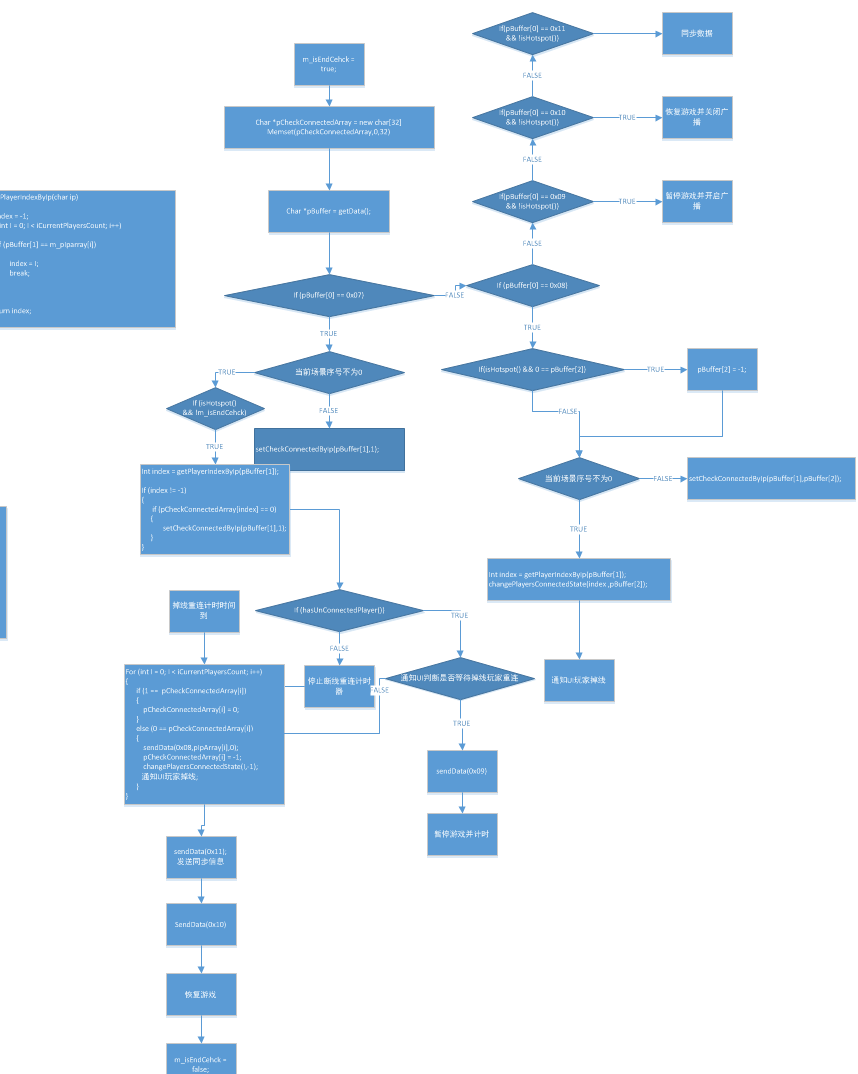 m_isEndCehck =
true;
Char *pCheckConnectedArray = new char[32]
Memset(pCheckConnectedArray,0,32)
Char *pBuffer = getData();
If (pBuffer[0] == 0x07)
FALSE
TRUE
当前场景序号不为0
TRUE
FALSE
If (isHotspot()
&& !m_isEndCehck)
TRUE
setCheckConnectedByIp(pBuffer[1],1);
Int index = getPlayerIndexByIp(pBuffer[1]);
If (index != -1)
{
if (pCheckConnectedArray[index] == 0)
{
setCheckConnectedByIp(pBuffer[1],1);
}
}
If(pBuffer[0] == 0x11
&& !isHotspot())
同步数据
FALSE
If(pBuffer[0] == 0x10
&& !isHotspot())
TRUE
恢复游戏并关闭广
播
FALSE
If(pBuffer[0] == 0x09
&& !isHotspot())
TRUE
暂停游戏并开启广
播
FALSE
If (pBuffer[0] == 0x08)
TRUE
If(isHotspot() && 0 == pBuffer[2])
TRUE
pBuffer[2] = -1;
FALSE
当前场景序号不为0
FALSE
setCheckConnectedByIp(pBuffer[1],pBuffer[2]);
TRUE
Int index = getPlayerIndexByIp(pBuffer[1]);
changePlayersConnectedState(index ,pBuffer[2]);
通知UI玩家掉线
PlayerIndexByIp(char ip)
ndex = -1;
int I = 0; I < iCurrentPlayersCount; i++)
f (pBuffer[1] == m_piparray[i])
index = I;
break;
urn index;
If (hasUnConnectedPlayer())
TRUE
FALSE
停止断线重连计时
器
通知UI判断是否等待掉线玩家重连
FALSE
TRUE
sendData(0x09)
暂停游戏并计时
掉线重连计时时间
到
For (int I = 0; I < iCurrentPlayersCount; i++)
{
if (1 == pCheckConnectedArray[i])
{
pCheckConnectedArray[i] = 0;
}
else (0 == pCheckConnectedArray[i])
{
sendData(0x08,pipArray[i],0);
pCheckConnectedArray[i] = -1;
changePlayersConnectedState(I,-1);
通知UI玩家掉线;
}
}
sendData(0x11);
发送同步信息
SendData(0x10)
恢复游戏
m_isEndCehck =
false;